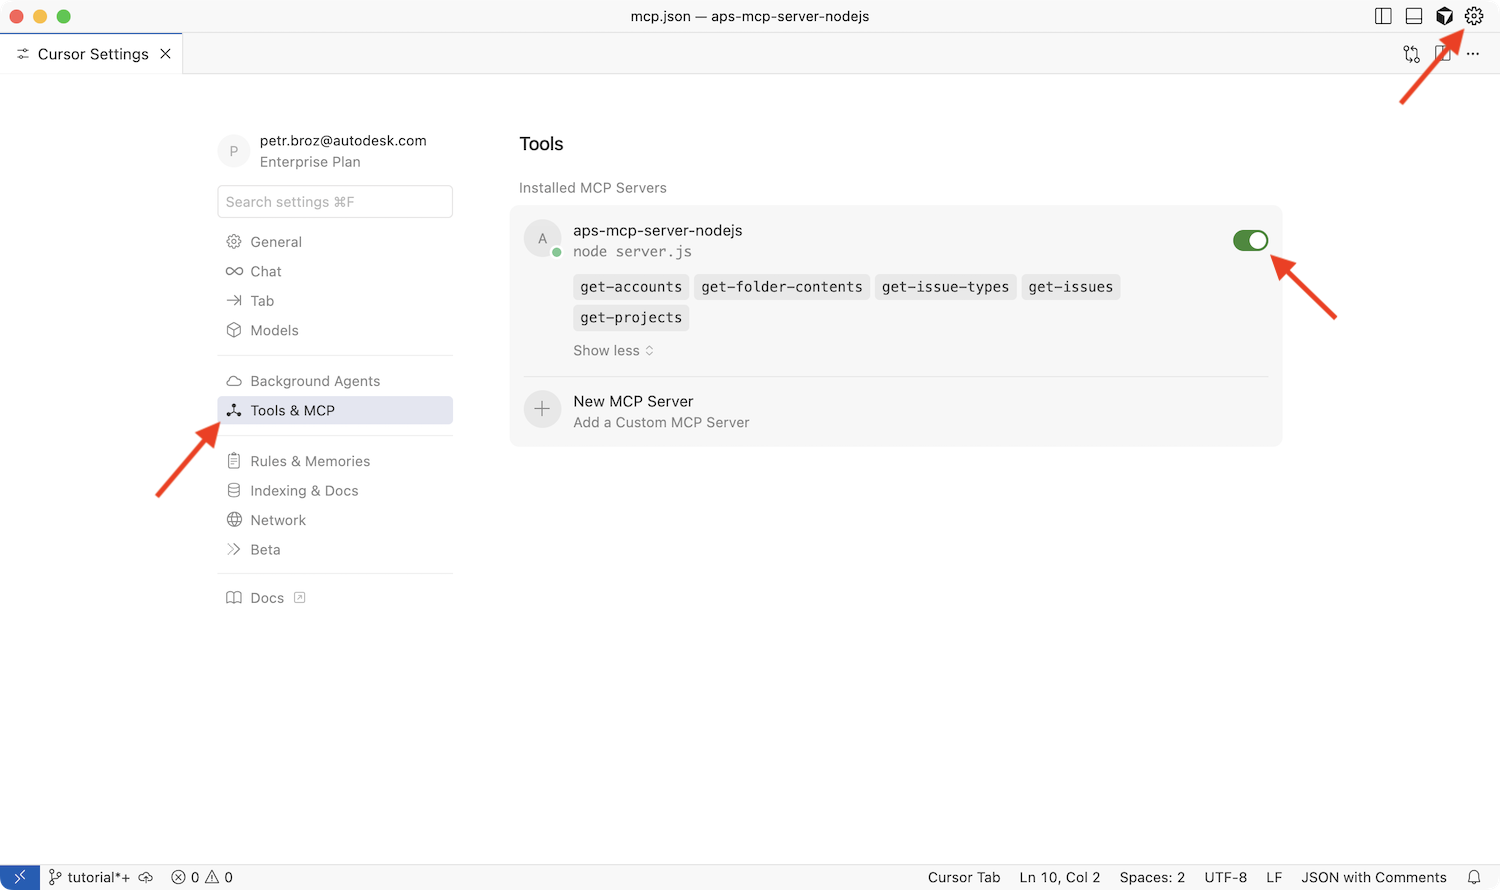 mcp.json — aps-mcp-server-nodejs
Cursor Settings
P
petr.broz@autodesk.com
Enterprise Plan
Search settings ⌘F
General
Chat
Tab
Models
Background Agents
Tools & MCP
Rules & Memories
Indexing & Docs
Network
Beta
Docs
Tools
Installed MCP Servers
A
aps-mcp-server-nodejs
node server.js
get-accounts get-folder-contents get-issue-types get-issues
get-projects
Show less
New MCP Server
Add a Custom MCP Server
tutorial*+ 0 0 Cursor Tab Ln 10, Col 2 Spaces: 2 UTF-8 LF JSON with Comments